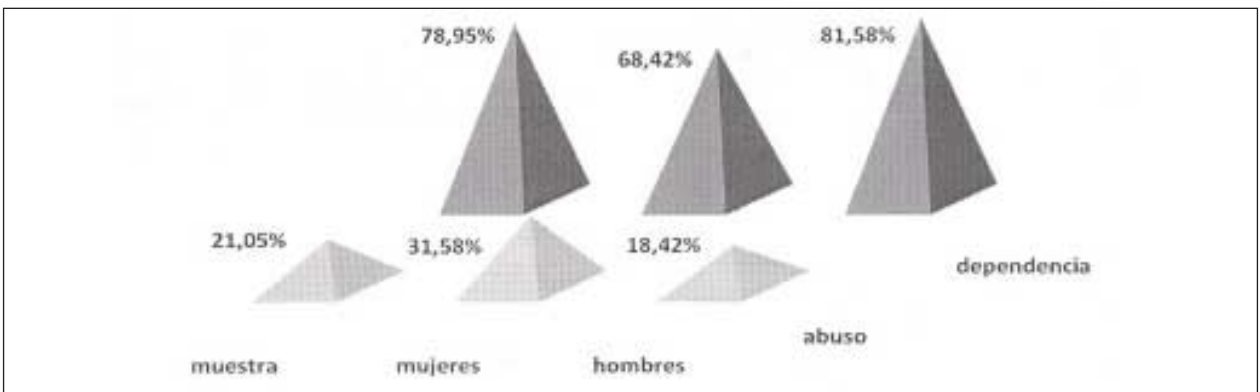 78,95%
68,42%
81,58%
21,05%
31,58%
18,42%
dependencia
abuso
muestra
mujeres
hombres